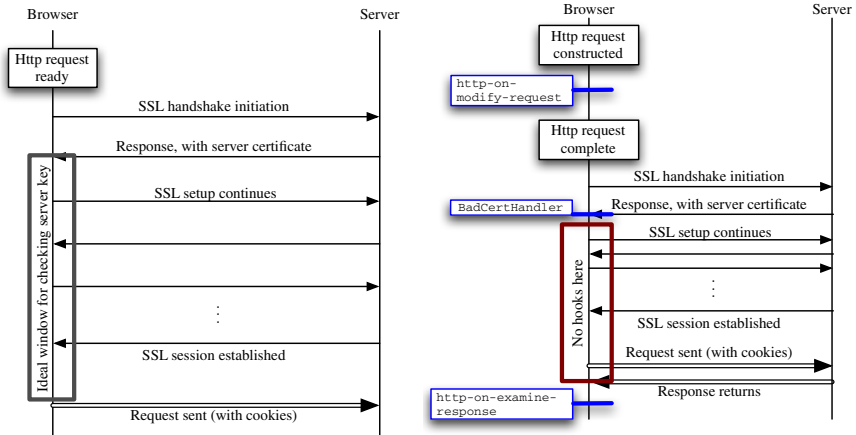 Browser
Server
Http request
ready
SSL handshake initiation
Response, with server certificate
SSL setup continues
Ideal window for checking server key
SSL session established
Request sent (with cookies)
Browser
Server
Http request
constructed
http-on-
modify-request
Http request
complete
SSL handshake initiation
BadCertHandler
Response, with server certificate
SSL setup continues
No hooks here
SSL session established
Request sent (with cookies)
Response returns
http-on-examine-
response